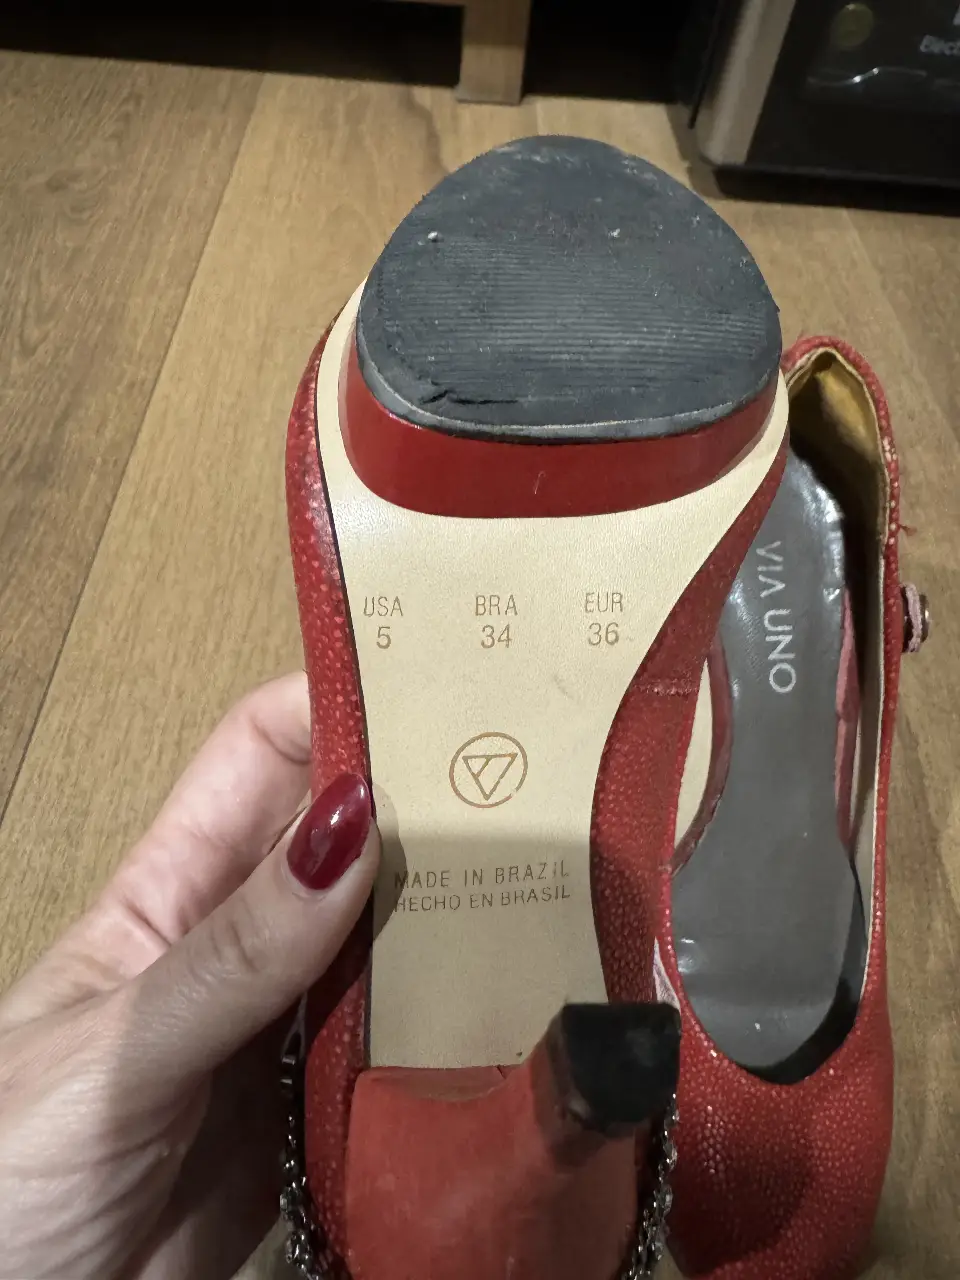 USA BRA EUR
5 34 36
MADE IN BRAZIL
HECHO EN BRASIL
VIA UNO